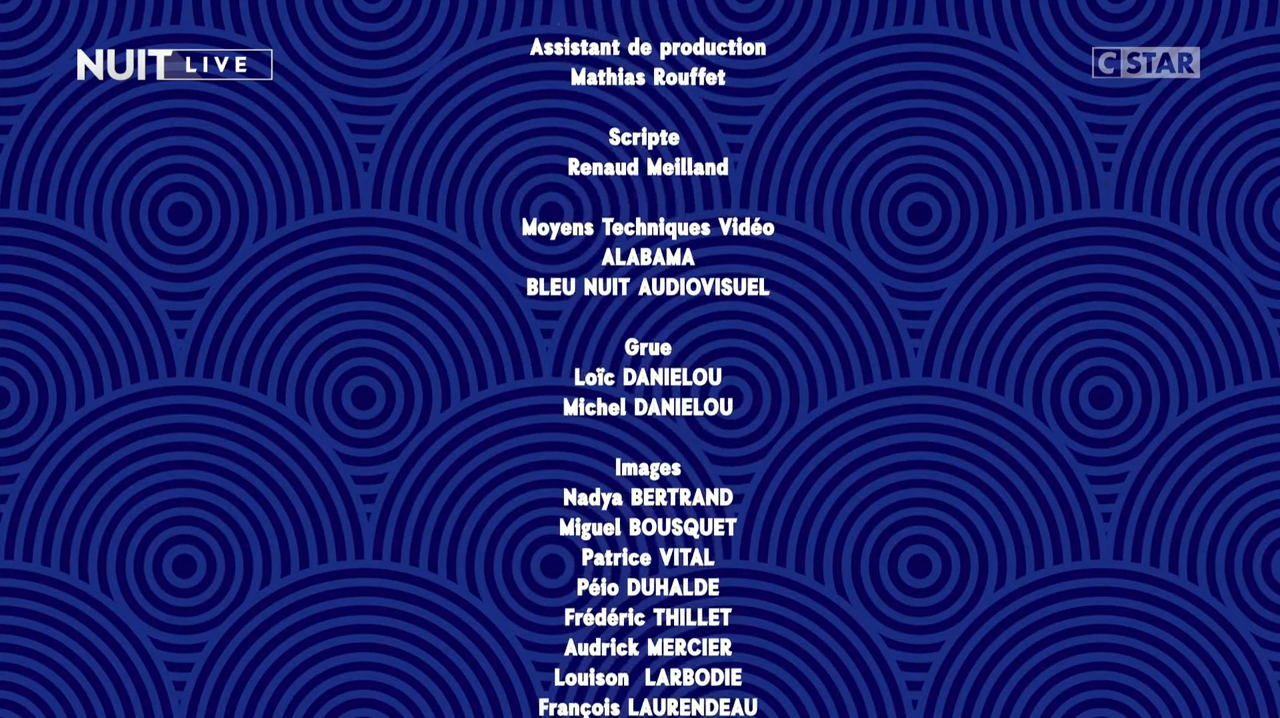 NUIT LIVE
C STAR
Assistant de production
Mathias Rouffet
Scripte
Renaud Meilland
Moyens Techniques Vidéo
ALABAMA
BLEU NUIT AUDIOVISUEL
Grue
Loïc DANIELOU
Michel DANIELOU
Images
Nadya BERTRAND
Miguel BOUSQUET
Patrice VITAL
Péio DUHALDE
Frédéric THILLET
Audrick MERCIER
Louison LARBODIE
François LAURENDEAU